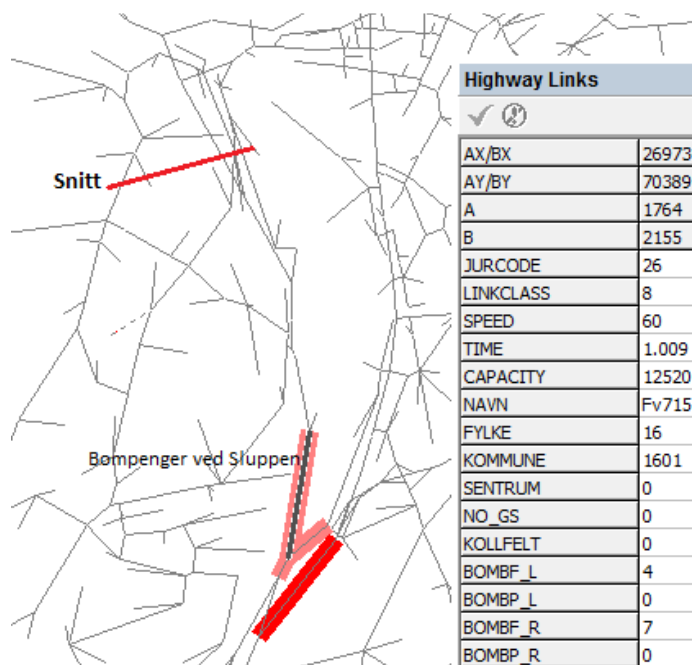 Highway Links
Snitt
Bompenger ved Sluppen
AX/BX 26973
AY/BY 70389
A 1764
B 2155
JURCODE 26
LINKCLASS 8
SPEED 60
TIME 1.009
CAPACITY 12520
NAVN Fv715
FYLKE 16
KOMMUNE 1601
SENTRUM 0
NO_GS 0
KOLLFELT 0
BOMBF_L 4
BOMBP_L 0
BOMBF_R 7
BOMBP_R 0